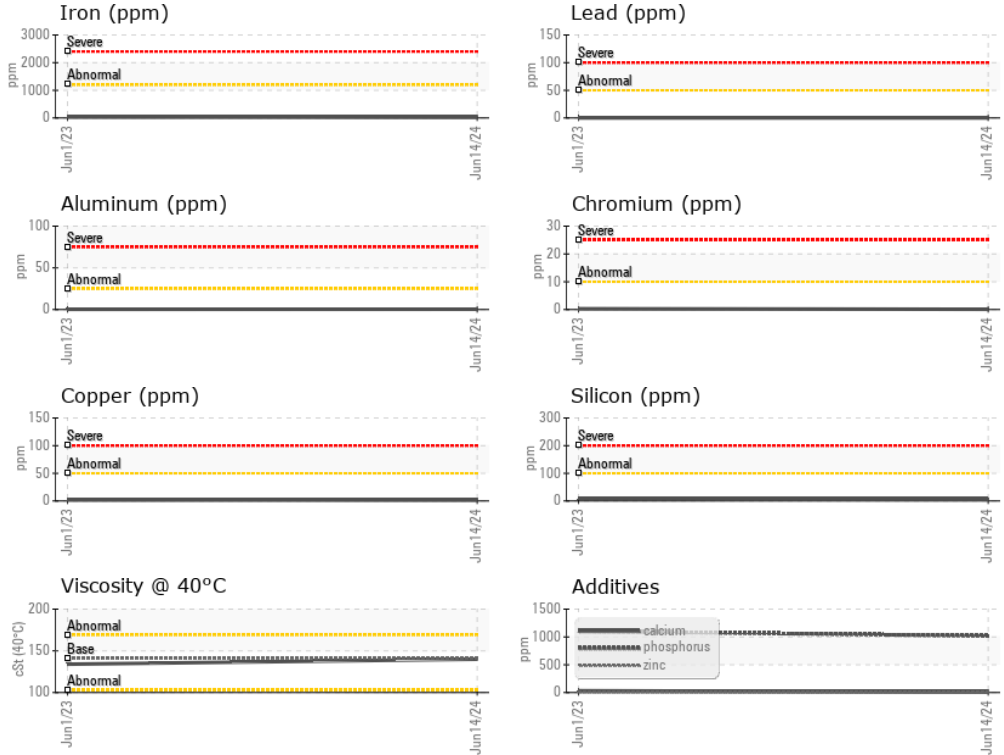 Iron (ppm)
3000
2000
1000
0
ppm
Severe
Abnormal
Jun1/23
Jun14/24
Lead (ppm)
150
100
50
0
ppm
Severe
Abnormal
Jun1/23
Jun14/24
Aluminum (ppm)
100
50
0
ppm
Severe
Abnormal
Jun1/23
Jun14/24
Chromium (ppm)
30
20
10
0
ppm
Severe
Abnormal
Jun1/23
Jun14/24
Copper (ppm)
150
100
50
0
ppm
Severe
Abnormal
Jun1/23
Jun14/24
Silicon (ppm)
300
200
100
0
ppm
Severe
Abnormal
Jun1/23
Jun14/24
Viscosity @ 40°C
200
150
100
cSt (40°C)
Abnormal
Base
Abnormal
Jun1/23
Jun14/24
Additives
1500
1000
500
0
ppm
calcium
phosphorus
zinc
Jun1/23
Jun14/24